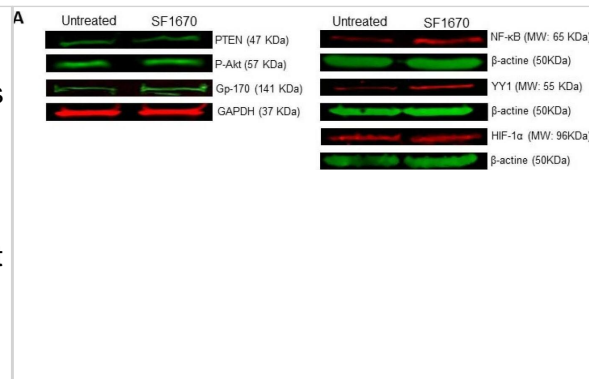 A
Untreated SF1670
PTEN (47 KDa)
P-Akt (57 KDa)
Gp-170 (141 KDa)
GAPDH (37 KDa)
Untreated SF1670
NF-κB (MW: 65 KDa)
β-actine (50KDa)
YY1 (MW: 55 KDa)
β-actine (50KDa)
HIF-1α (MW: 96KDa)
β-actine (50KDa)
s